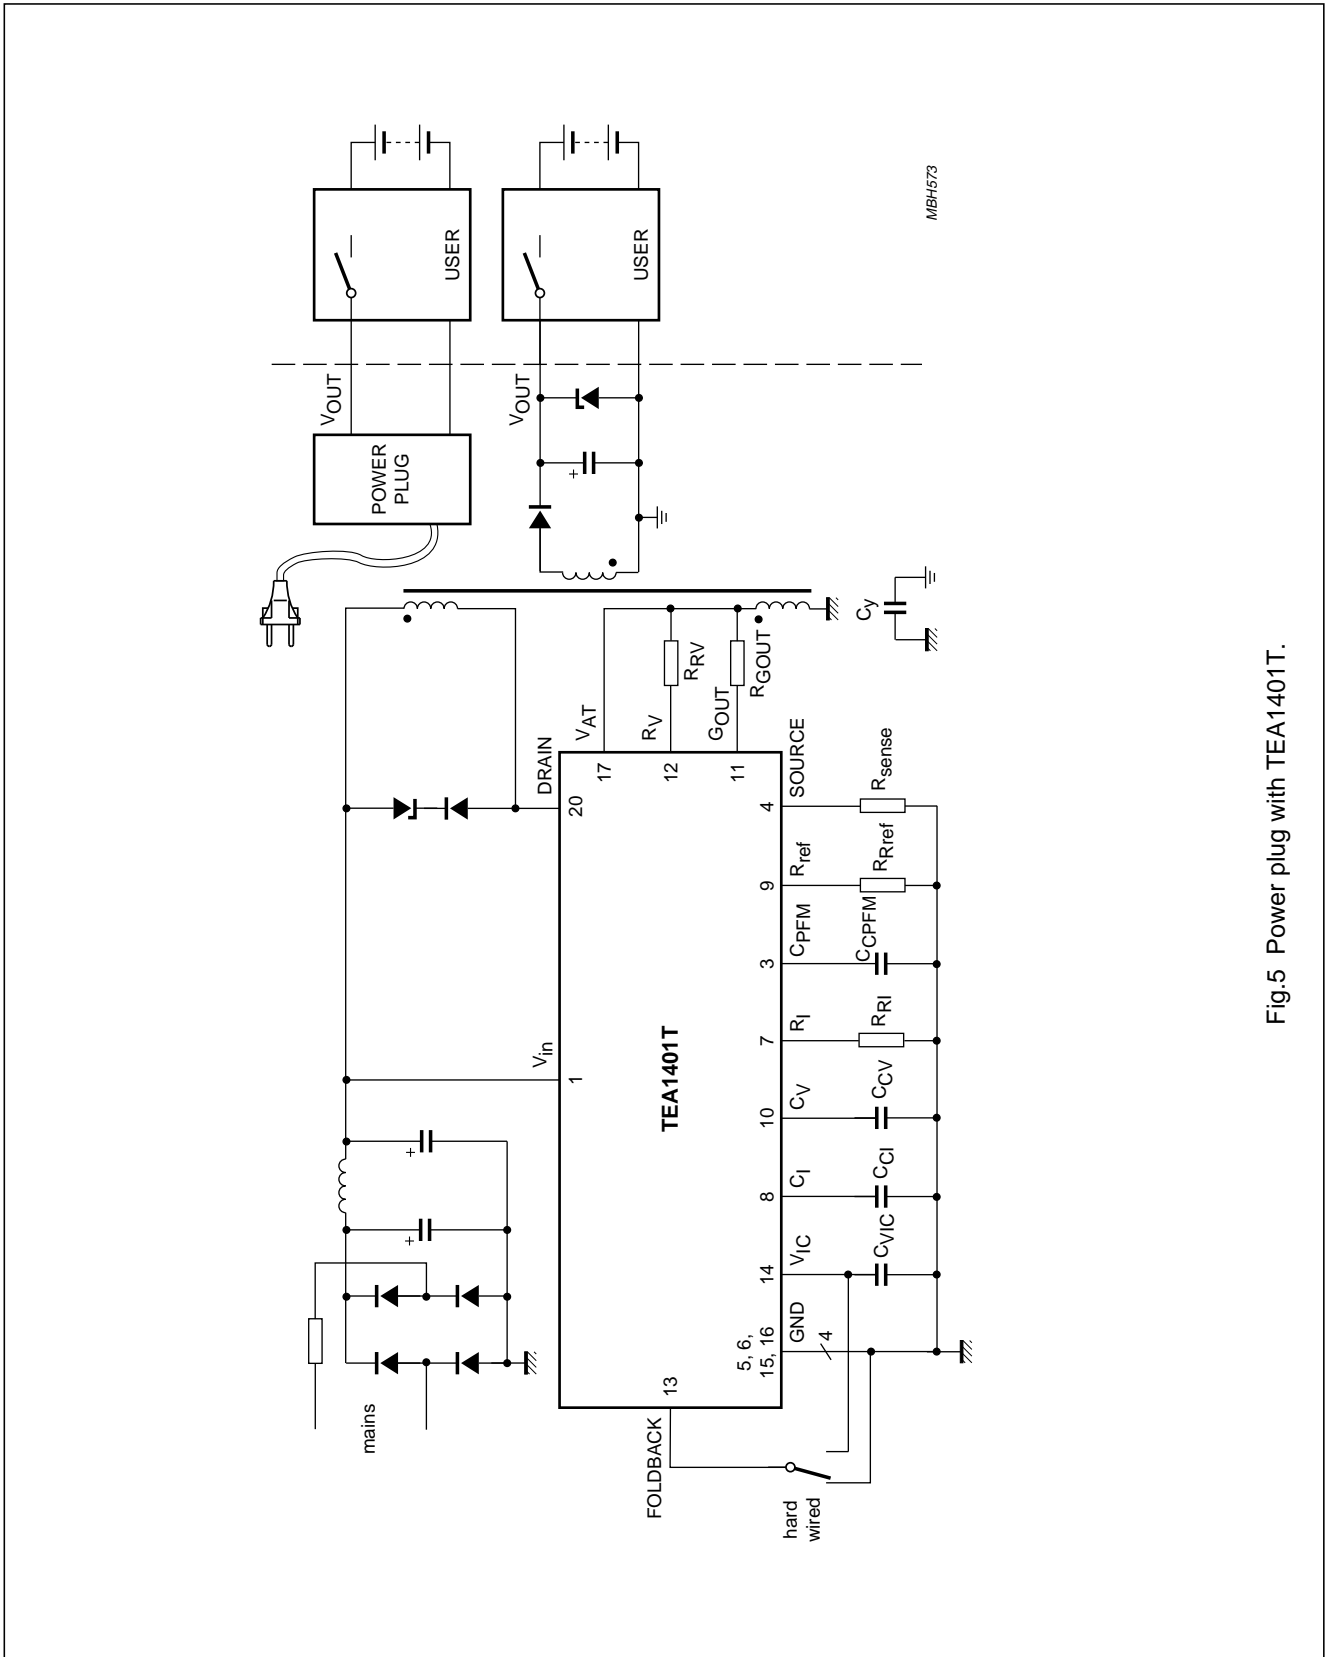 mains
FOLDBACK
hard
wired
13
5, 6,
15, 16
GND
4
14
VIC
CVIC
8
CI
CCI
10
CV
CCV
7
RI
RRI
3
CPFM
CCPFM
9
Rref
RRref
4
SOURCE
Rsense
1
Vin
TEA1401T
20
DRAIN
17
VAT
12
RV
RRV
11
GOUT
RGOUT
Cy
+
+
+
POWER
PLUG
VOUT
USER
VOUT
USER
MBH573
Fig.5 Power plug with TEA1401T.